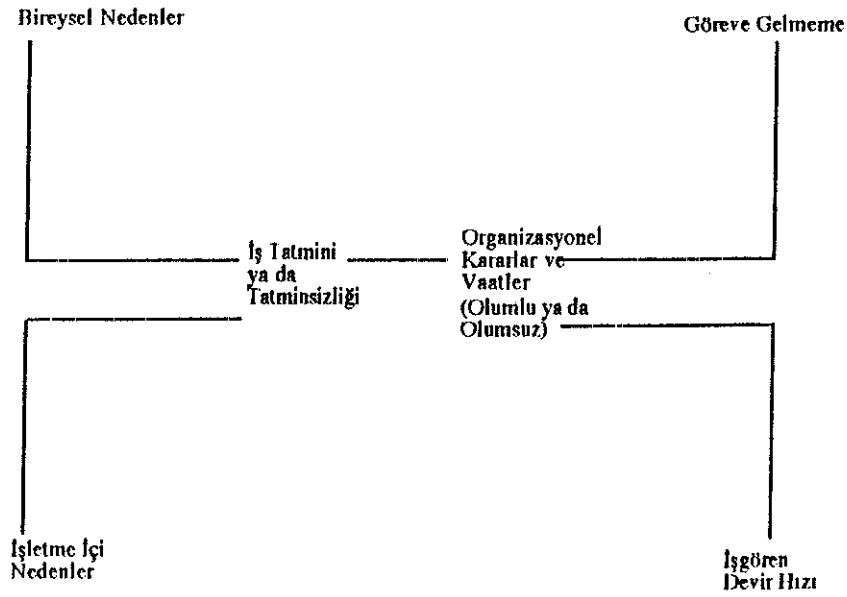 Bireysel Nedenler
Göreve Gelmeme
İş Tatmini
ya da
Tatminsizliği
Organizasyonel
Kararlar ve
Vaatler
(Olumlu ya da
Olumsuz)
İşletme İçi
Nedenler
İşgören
Devir Hızı